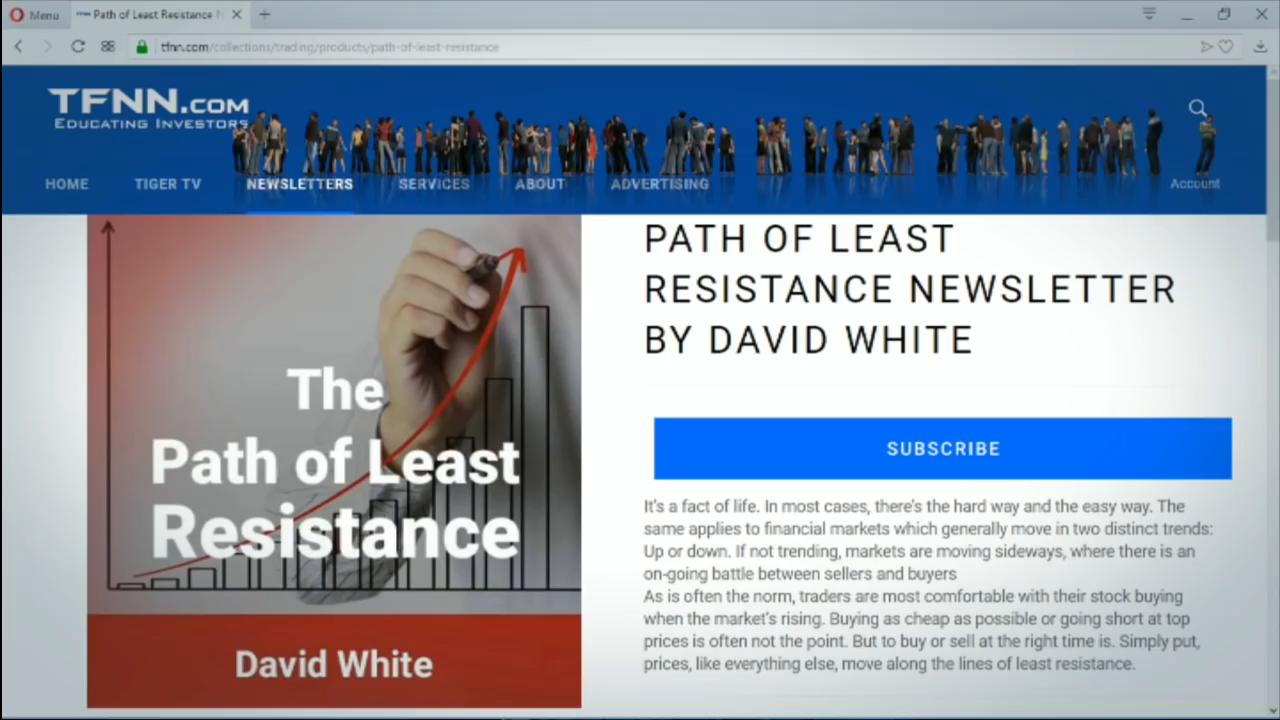 Menu
Path of Least Resistance
tfnn.com/collections/trading/products/path-of-least-resistance
TFNN.COM
EDUCATING INVESTORS
HOME TIGER TV NEWSLETTERS SERVICES ABOUT ADVERTISING Account
PATH OF LEAST
RESISTANCE NEWSLETTER
BY DAVID WHITE
The
Path of Least
Resistance
David White
SUBSCRIBE
It's a fact of life. In most cases, there's the hard way and the easy way. The
same applies to financial markets which generally move in two distinct trends:
Up or down. If not trending, markets are moving sideways, where there is an
on-going battle between sellers and buyers
As is often the norm, traders are most comfortable with their stock buying
when the market's rising. Buying as cheap as possible or going short at top
prices is often not the point. But to buy or sell at the right time is. Simply put,
prices, like everything else, move along the lines of least resistance.